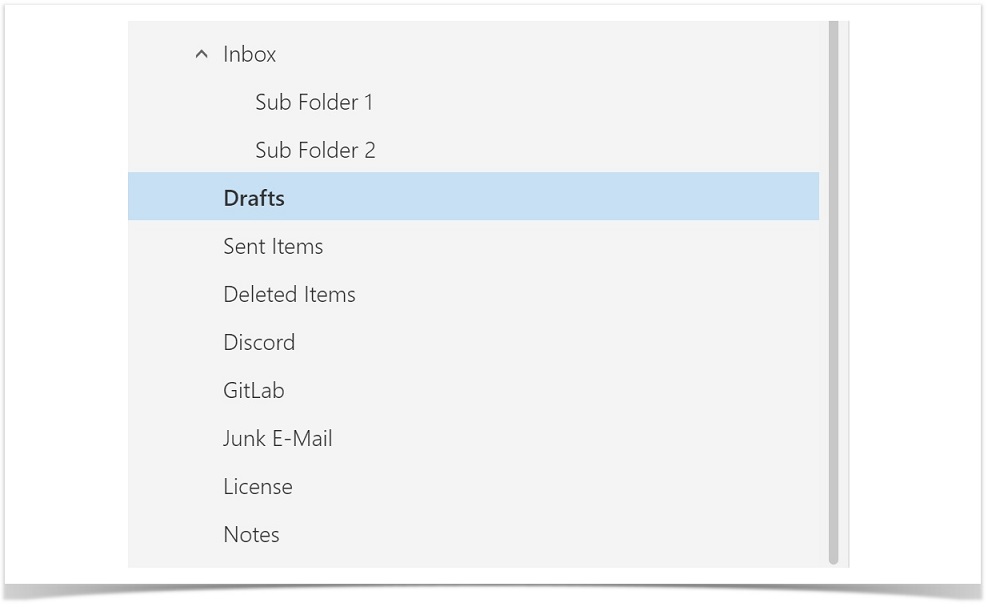 Inbox
Sub Folder 1
Sub Folder 2
Drafts
Sent Items
Deleted Items
Discord
GitLab
Junk E-Mail
License
Notes